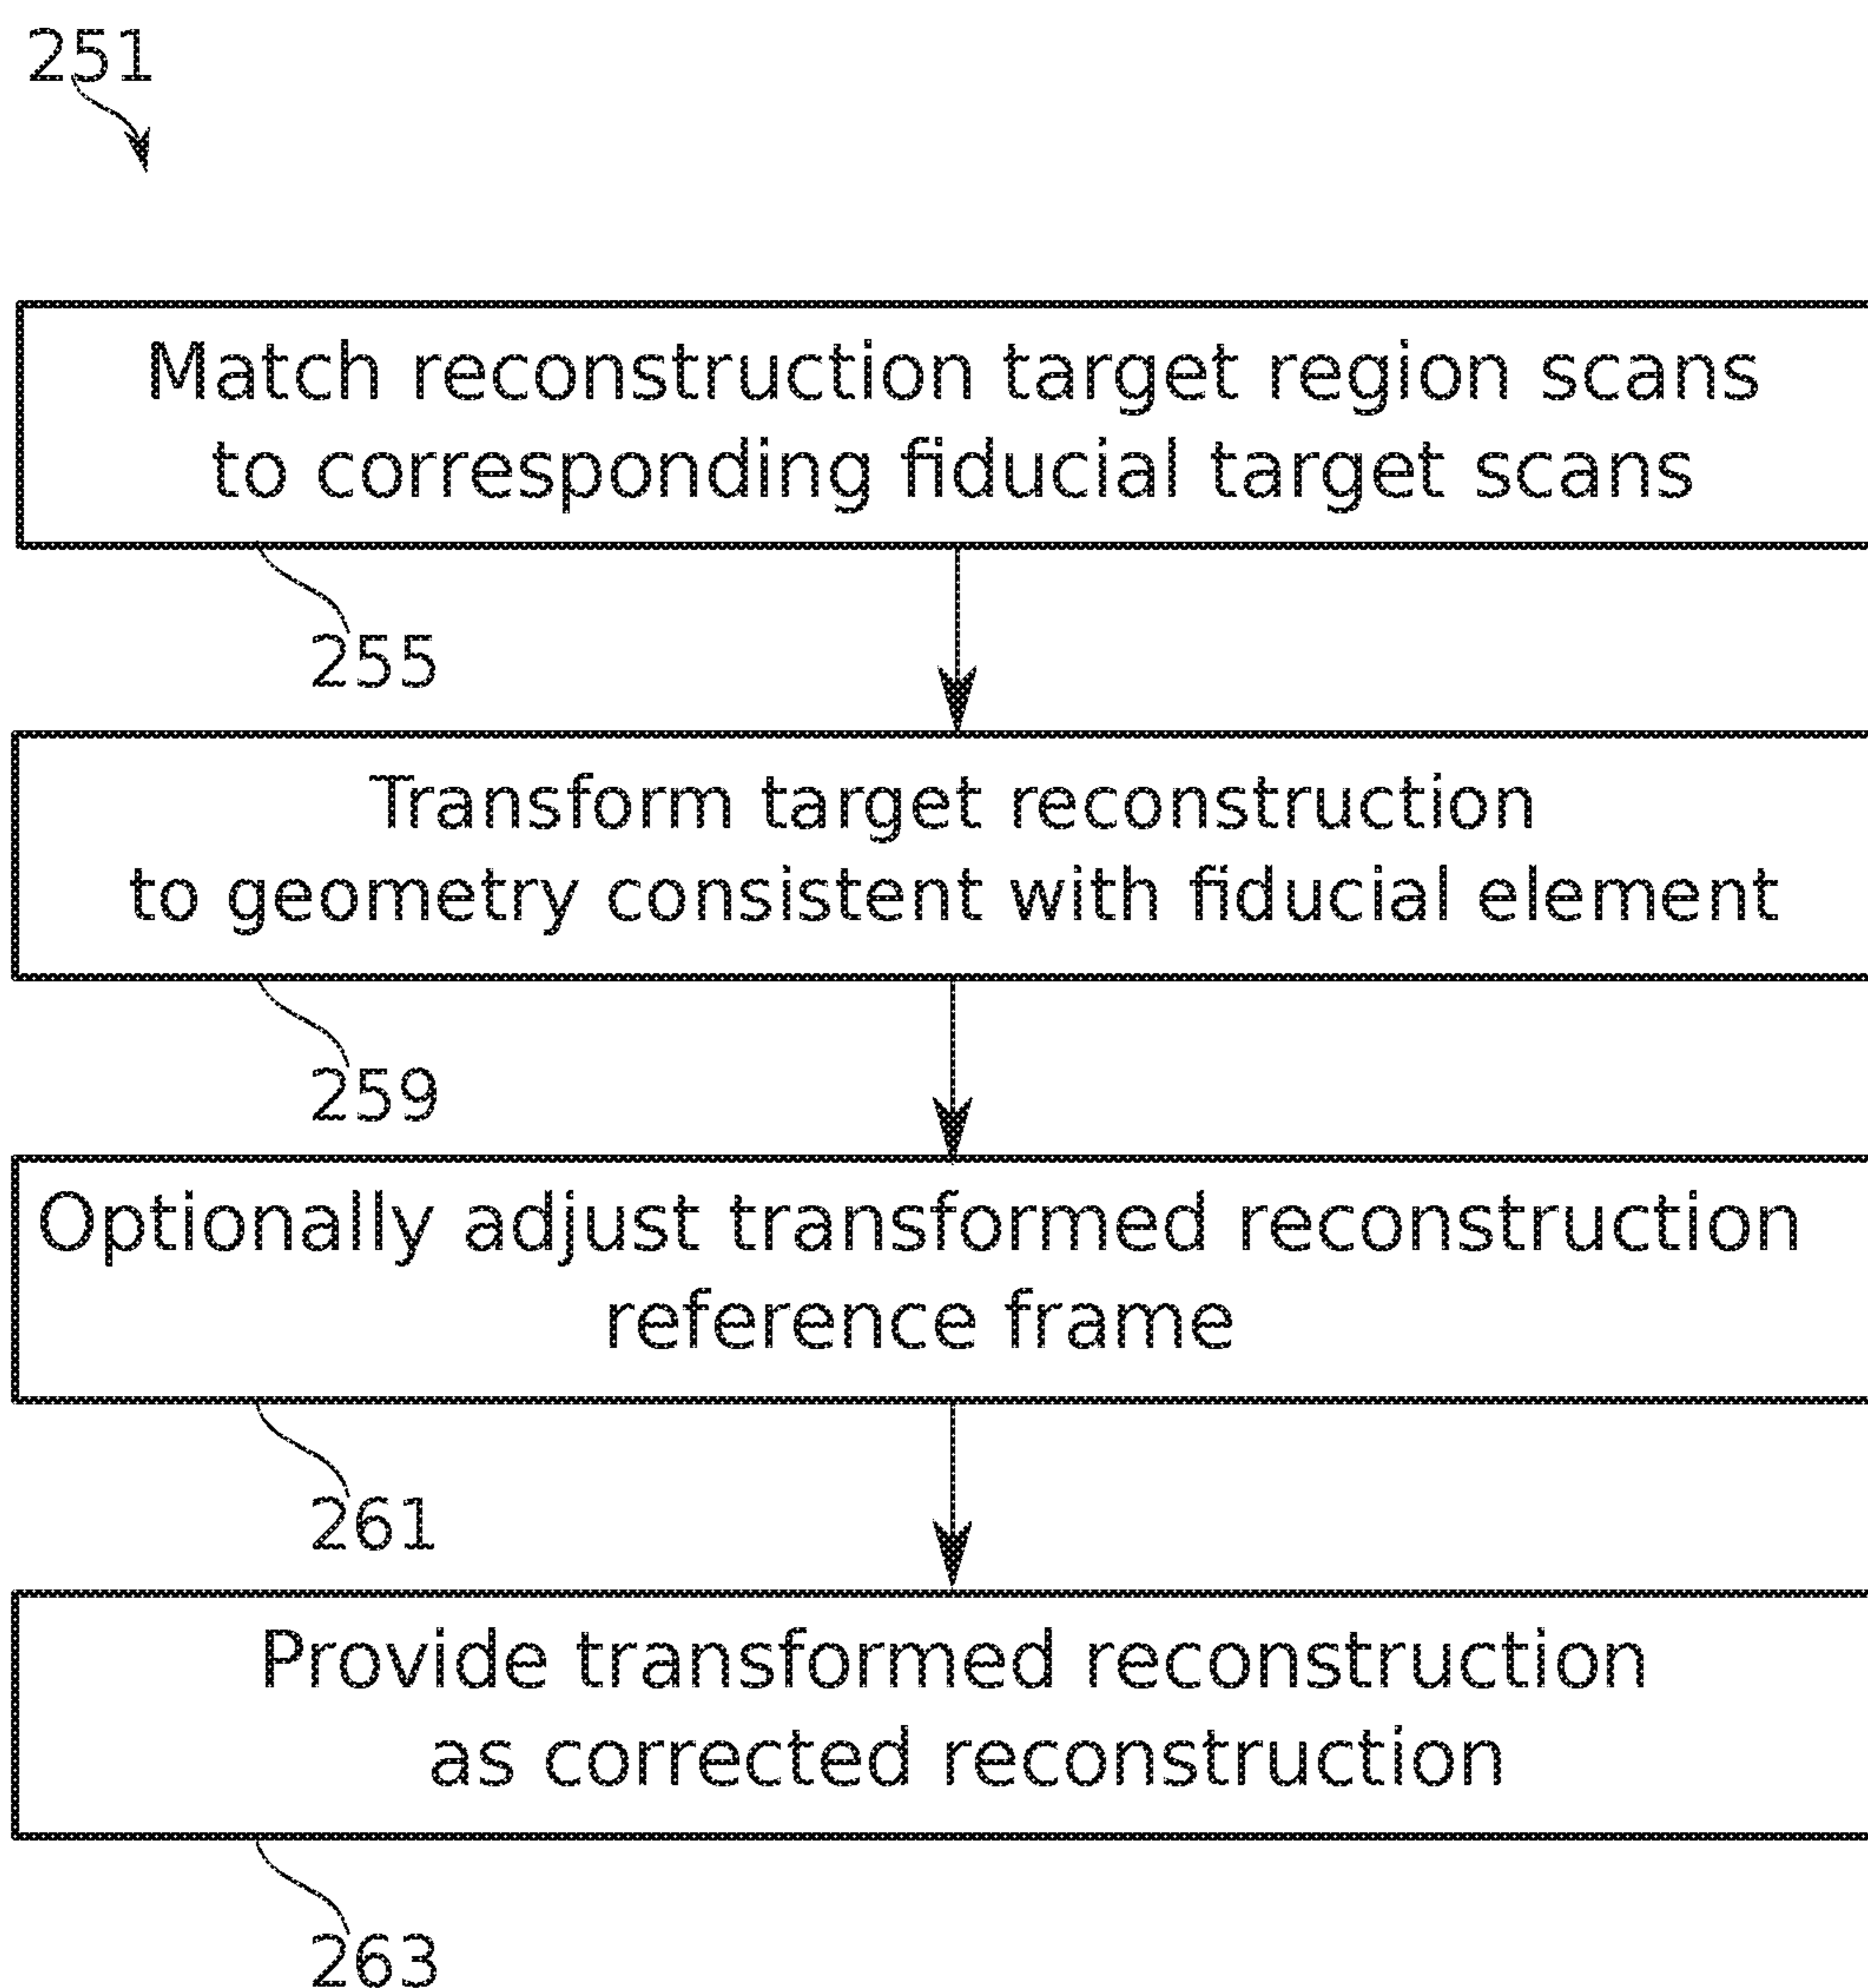 251
Match reconstruction target region scans
to corresponding fiducial target scans
255
Transform target reconstruction
to geometry consistent with fiducial element
259
Optionally adjust transformed reconstruction
reference frame
261
Provide transformed reconstruction
as corrected reconstruction
263